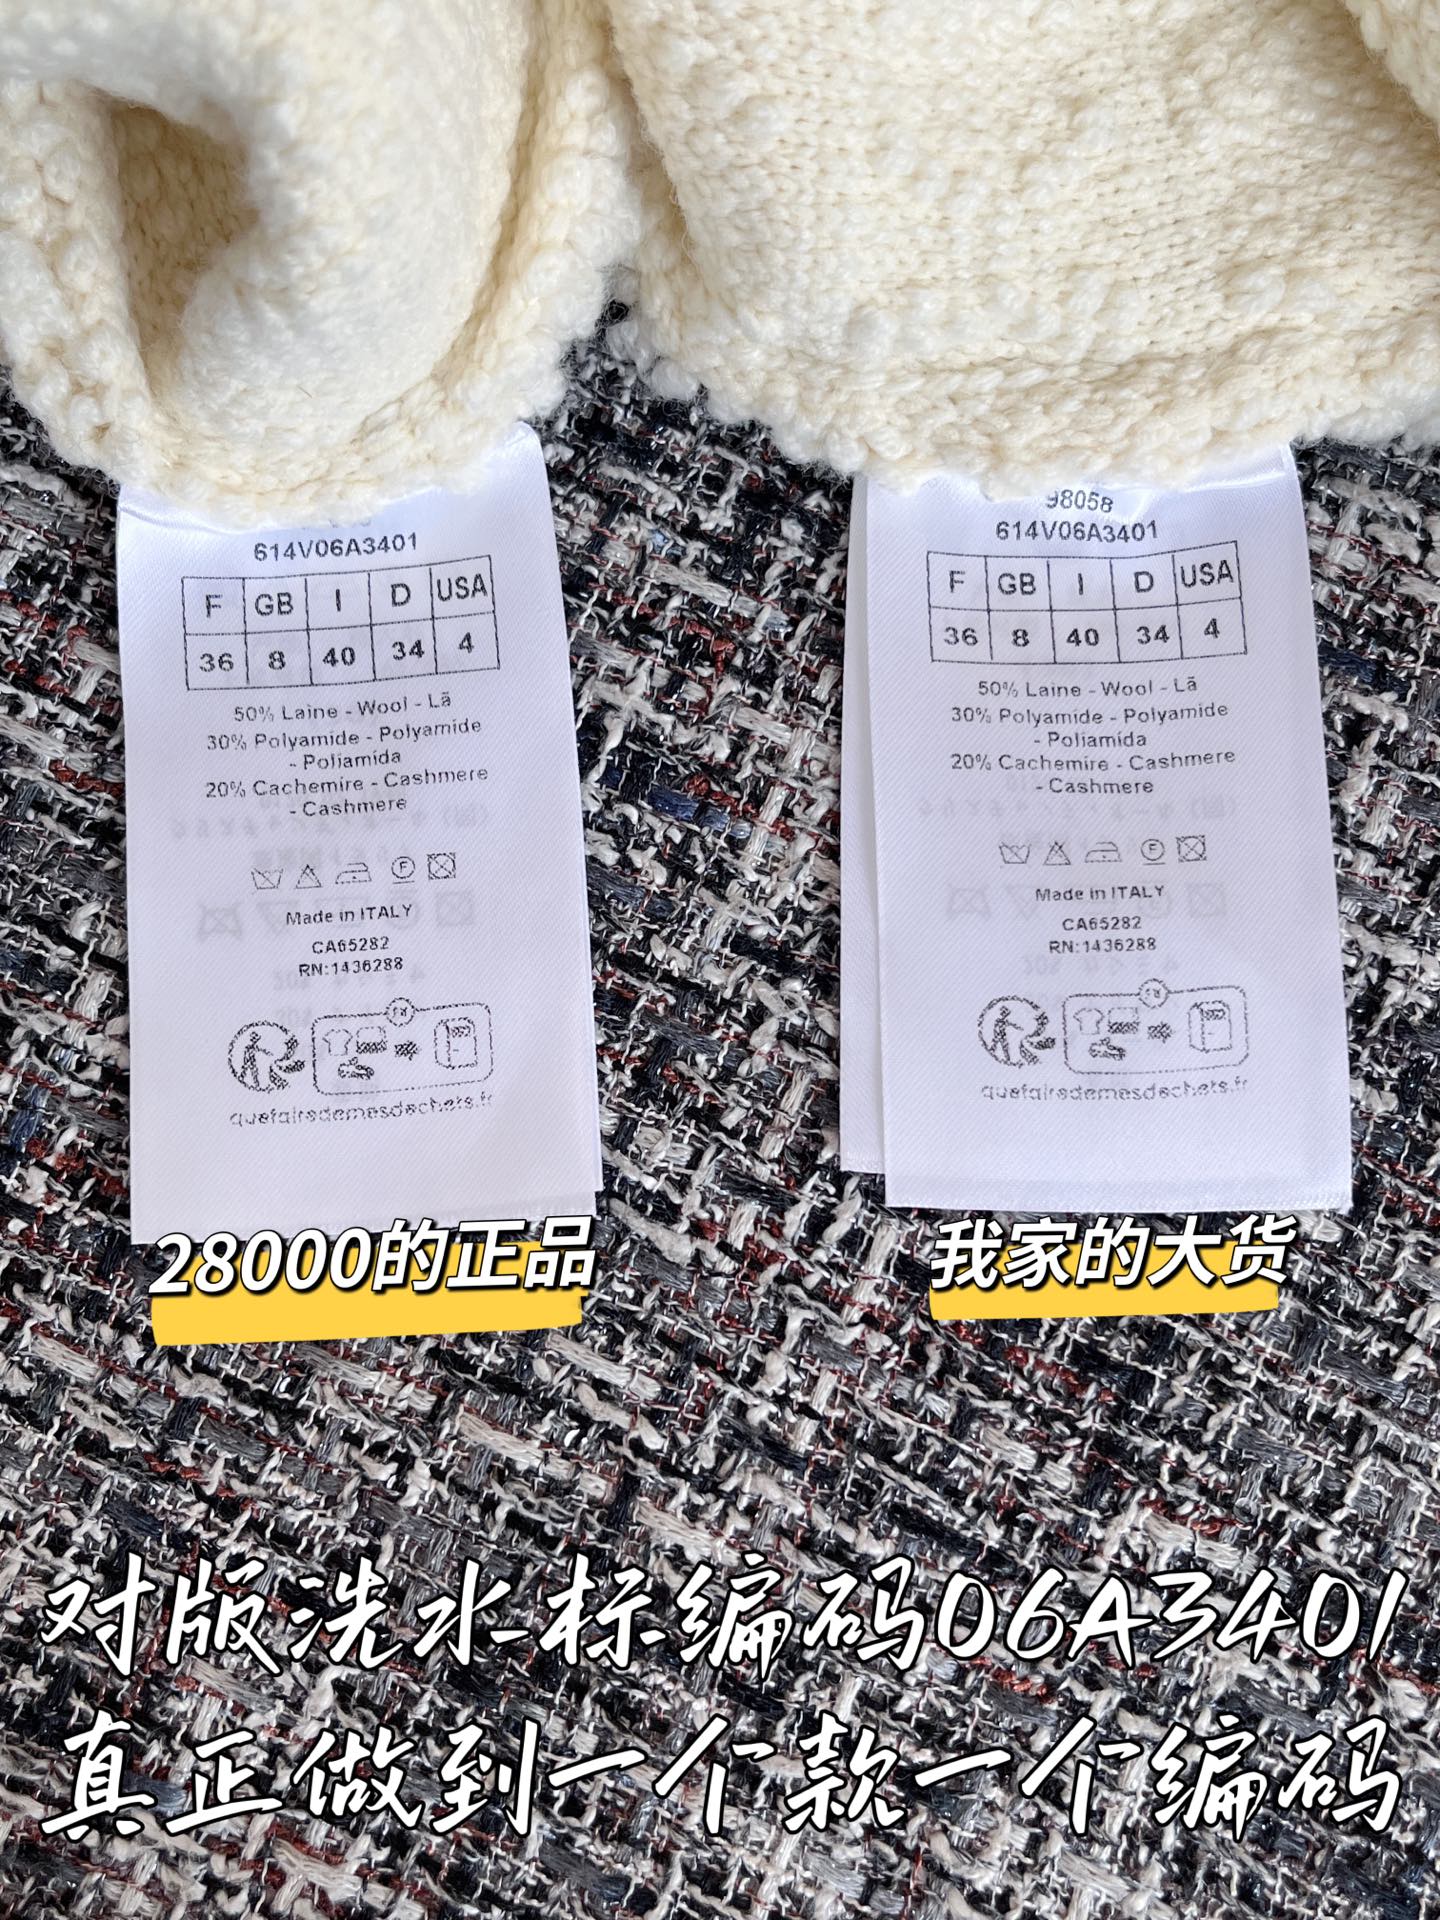 614V06A3401
F GB I D USA
36 8 40 34 4
50% Laine - Wool - Lã
30% Polyamide - Polyamide
- Poliamida
20% Cachemire - Cashmere
- Cashmere
F
Made in ITALY
CA65282
RN:1436288
FR
quefairedemesdechets.fr
28000的正品
98058
614V06A3401
F GB I D USA
36 8 40 34 4
50% Laine - Wool - Lã
30% Polyamide - Polyamide
- Poliamida
20% Cachemire - Cashmere
- Cashmere
F
Made in ITALY
CA65282
RN:1436288
FR
quefairedemesdechets.fr
我家的大货
对版洗水标编码06A3401
真正做到一个款一个编码